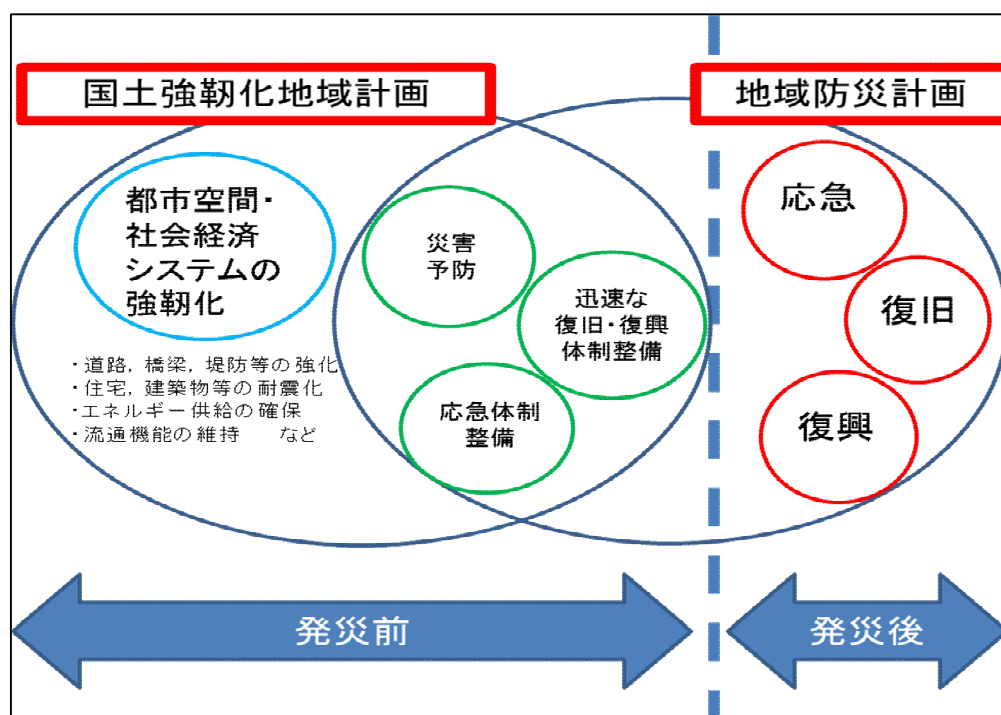 国土強靭化地域計画
地域防災計画
都市空間・
社会経済
システムの
強靭化
・道路，橋梁，堤防等の強化
・住宅，建築物等の耐震化
・エネルギー供給の確保
・流通機能の維持　など
災害
予防
迅速な
復旧・復興
体制整備
応急体制
整備
応急
復旧
復興
発災前
発災後